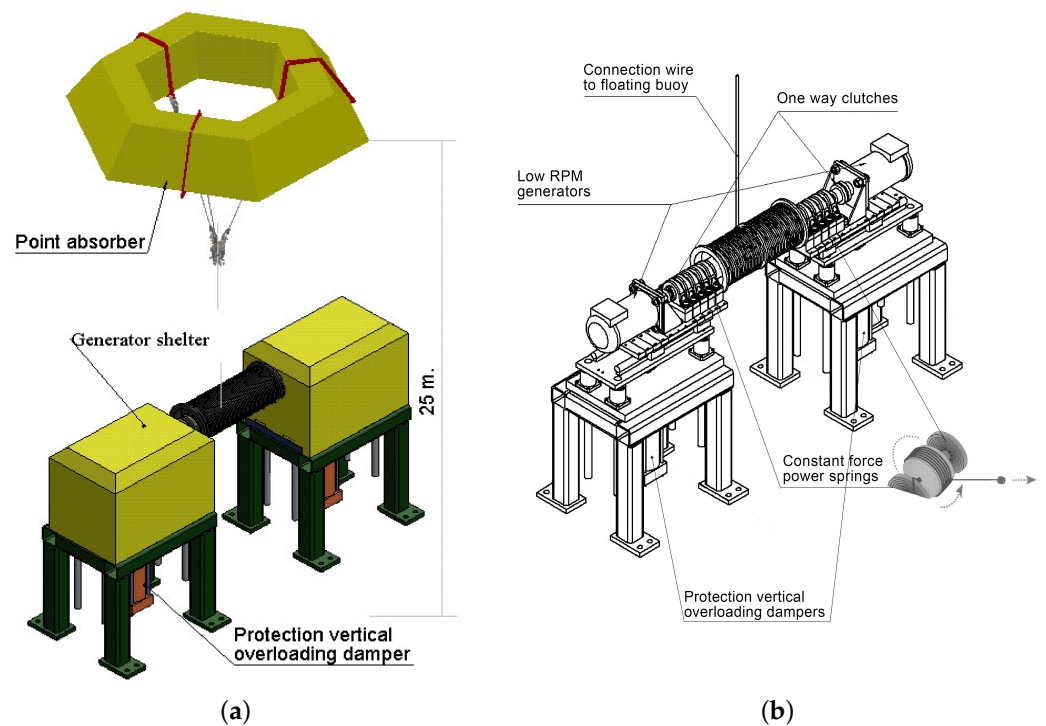 Point absorber
Generator shelter
25 m.
Protection vertical
overloading damper
(a)
Connection wire
to floating buoy
One way clutches
Low RPM
generators
Constant force
power springs
Protection vertical
overloading dampers
(b)